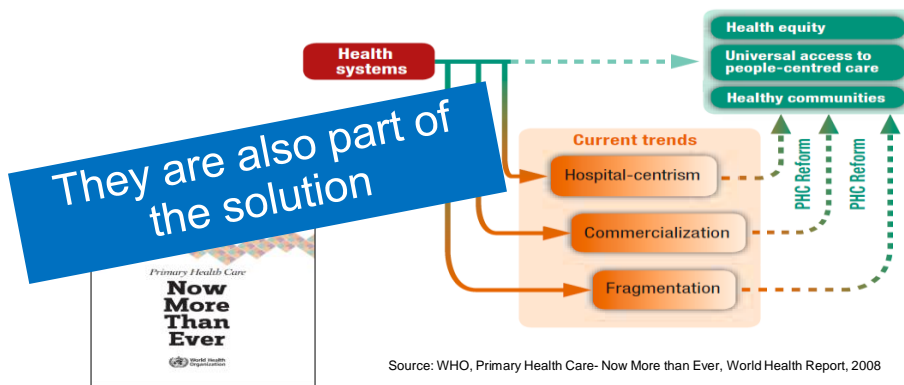 Health equity
Universal access to
people-centred care
Healthy communities
Health
systems
They are also part of
the solution
Current trends
Hospital-centrism
Commercialization
Fragmentation
PHC Reform
PHC Reform
Primary Health Care
Now
More
Than
Ever
World Health
Organization
Source: WHO, Primary Health Care- Now More than Ever, World Health Report, 2008